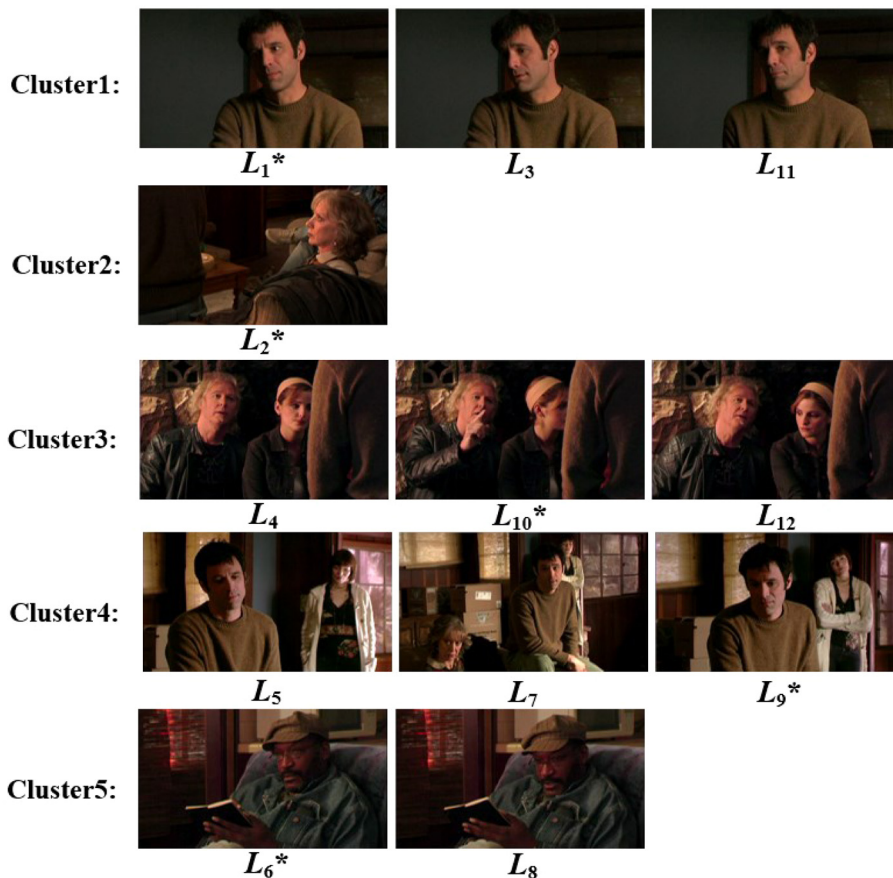 Cluster1:
L1* L3 L11
Cluster2:
L2*
Cluster3:
L4 L10* L12
Cluster4:
L5 L7 L9*
Cluster5:
L6* L8